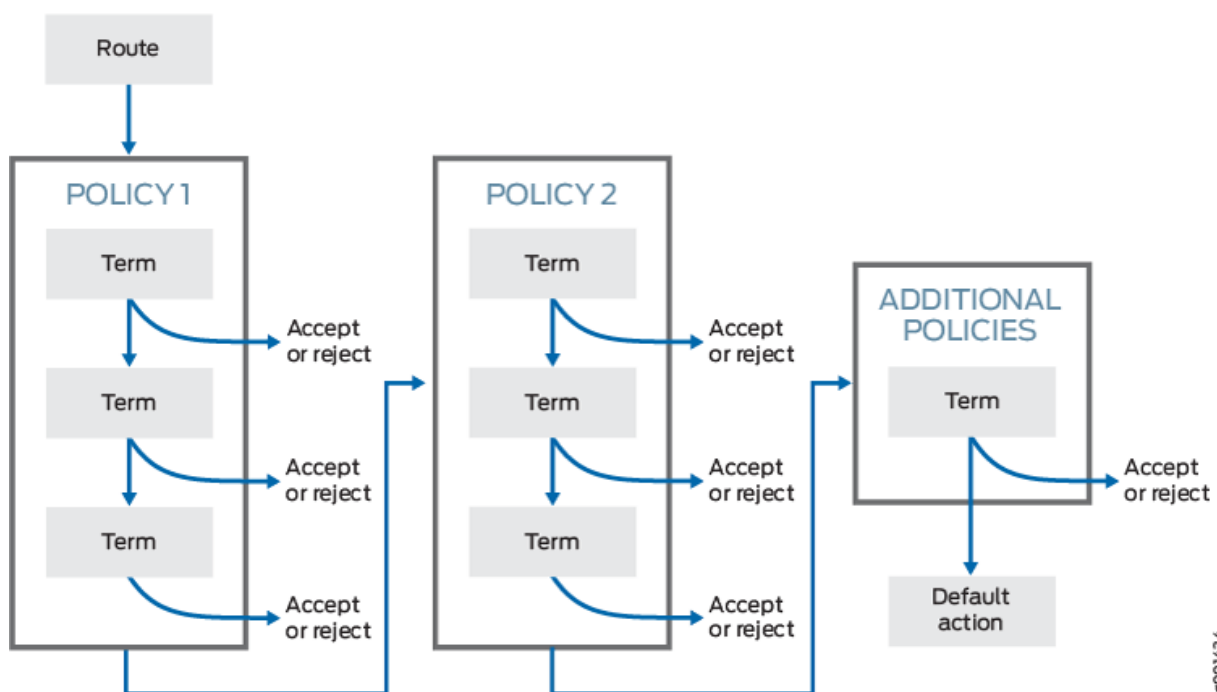 Route
POLICY 1
Term
Accept
or reject
Term
Accept
or reject
Term
Accept
or reject
POLICY 2
Term
Accept
or reject
Term
Accept
or reject
Term
Accept
or reject
ADDITIONAL
POLICIES
Term
Accept
or reject
Default
action